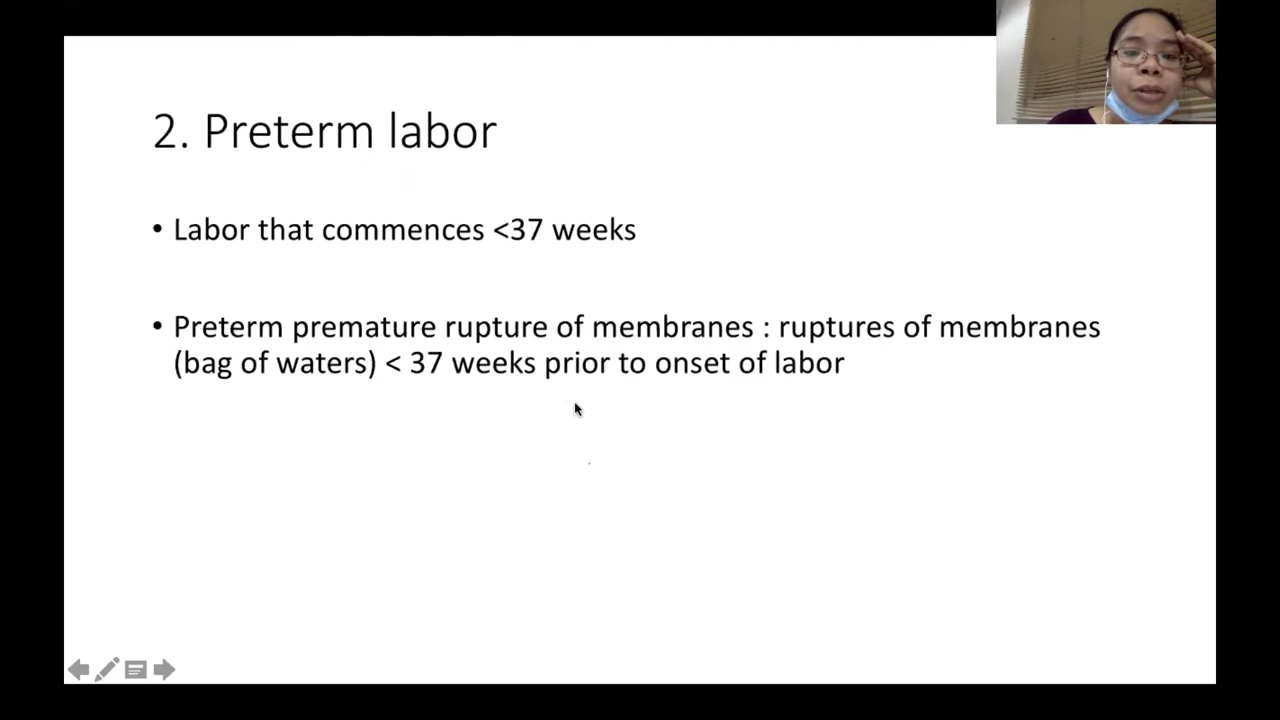 2. Preterm labor
• Labor that commences <37 weeks
• Preterm premature rupture of membranes : ruptures of membranes
(bag of waters) < 37 weeks prior to onset of labor